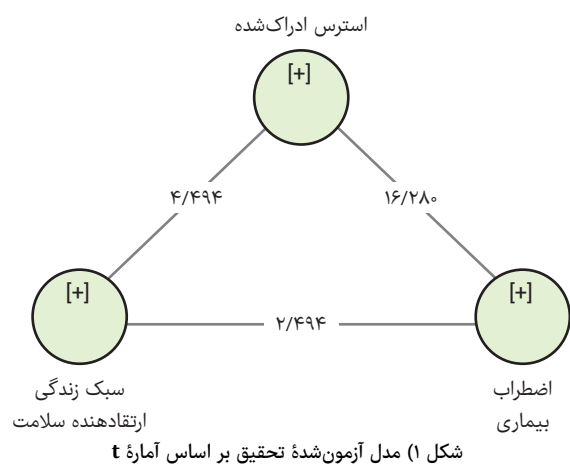 استرس ادراک‌شده
[+]
۴/۴۹۴
۱۶/۲۸۰
[+]
[+]
۲/۴۹۴
سبک زندگی
ارتقادهنده سلامت
اضطراب
بیماری
شکل ۱) مدل آزمون‌شدهٔ تحقیق بر اساس آمارهٔ t